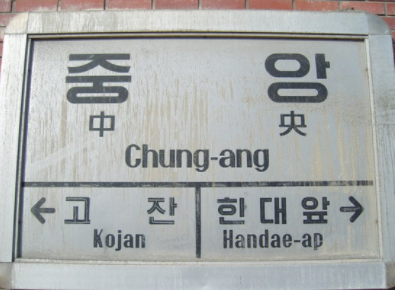 중 앙
中 央
Chung-ang
← 고 잔 한대앞 →
Kojan Handae-ap